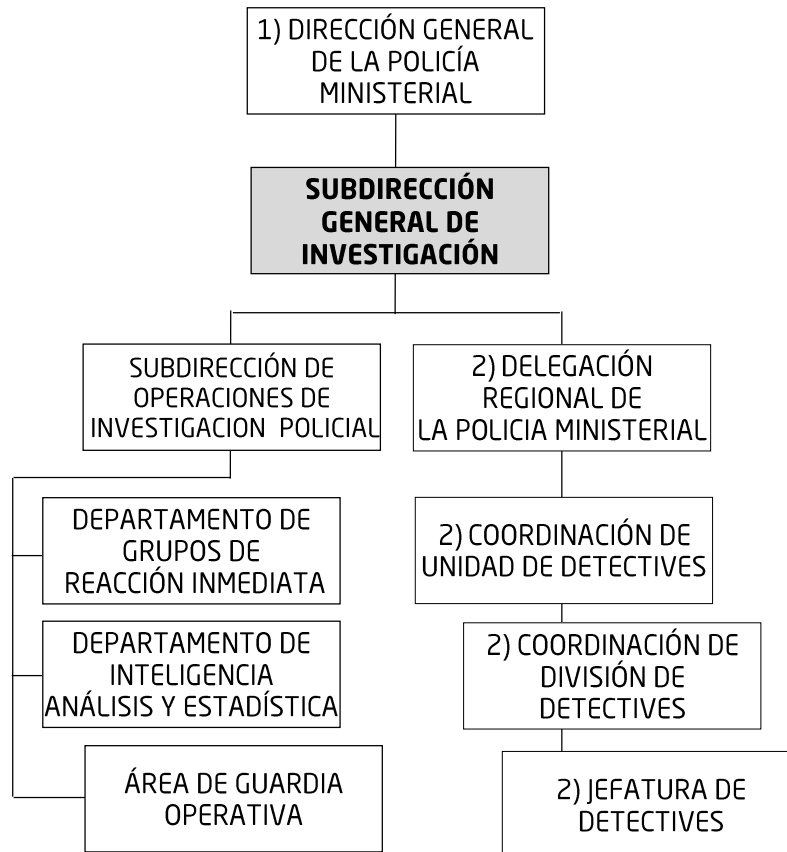 1) DIRECCIÓN GENERAL
DE LA POLICÍA
MINISTERIAL
SUBDIRECCIÓN
GENERAL DE
INVESTIGACIÓN
SUBDIRECCIÓN DE
OPERACIONES DE
INVESTIGACION POLICIAL
2) DELEGACIÓN
REGIONAL DE
LA POLICIA MINISTERIAL
DEPARTAMENTO DE
GRUPOS DE
REACCIÓN INMEDIATA
2) COORDINACIÓN DE
UNIDAD DE DETECTIVES
DEPARTAMENTO DE
INTELIGENCIA
ANÁLISIS Y ESTADÍSTICA
2) COORDINACIÓN DE
DIVISIÓN DE
DETECTIVES
ÁREA DE GUARDIA
OPERATIVA
2) JEFATURA DE
DETECTIVES